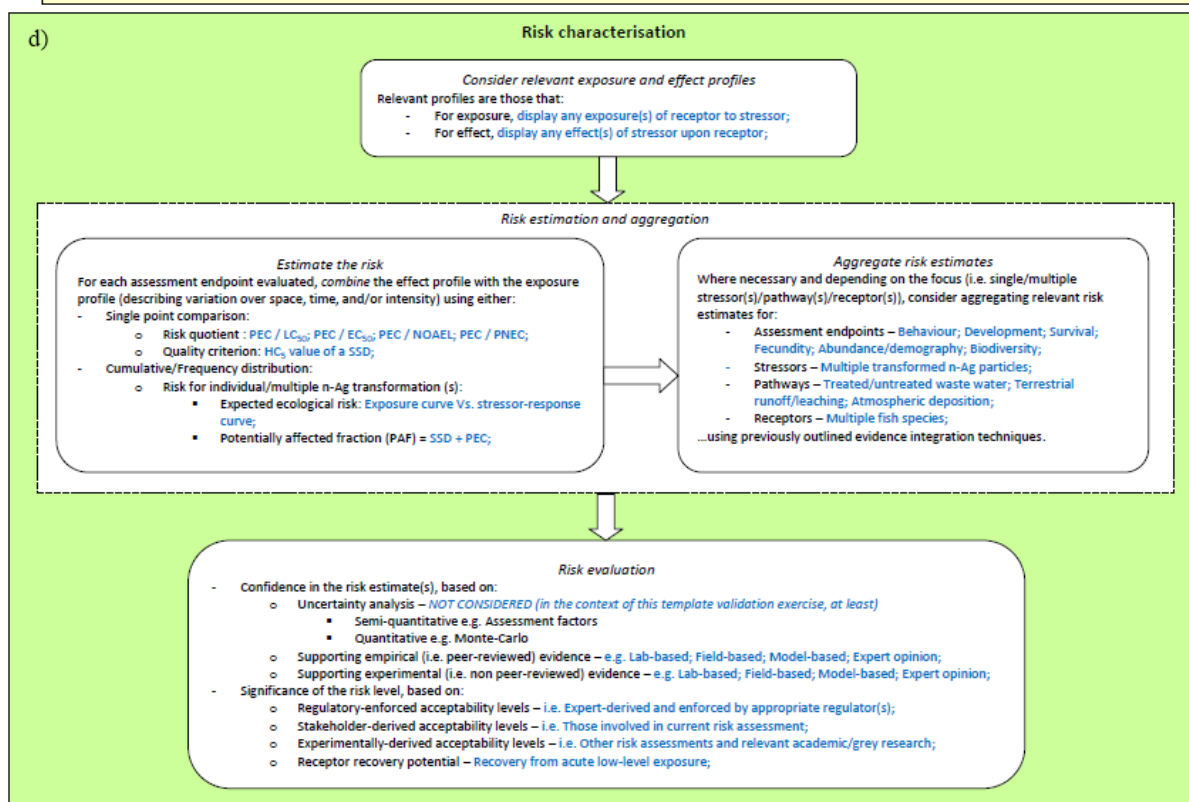 d)
Risk characterisation
Consider relevant exposure and effect profiles
Relevant profiles are those that:
- For exposure, display any exposure(s) of receptor to stressor;
- For effect, display any effect(s) of stressor upon receptor;
Risk estimation and aggregation
Estimate the risk
For each assessment endpoint evaluated, combine the effect profile with the exposure
profile (describing variation over space, time, and/or intensity) using either:
- Single point comparison:
o Risk quotient : PEC / LC50; PEC / EC50; PEC / NOAEL; PEC / PNEC;
o Quality criterion: HC5 value of a SSD;
- Cumulative/Frequency distribution:
o Risk for individual/multiple n-Ag transformation (s):
▪ Expected ecological risk: Exposure curve Vs. stressor-response
curve;
▪ Potentially affected fraction (PAF) = SSD + PEC;
Aggregate risk estimates
Where necessary and depending on the focus (i.e. single/multiple
stressor(s)/pathway(s)/receptor(s)), consider aggregating relevant risk
estimates for:
- Assessment endpoints – Behaviour; Development; Survival;
Fecundity; Abundance/demography; Biodiversity;
- Stressors – Multiple transformed n-Ag particles;
- Pathways – Treated/untreated waste water; Terrestrial
runoff/leaching; Atmospheric deposition;
- Receptors – Multiple fish species;
...using previously outlined evidence integration techniques.
Risk evaluation
- Confidence in the risk estimate(s), based on:
o Uncertainty analysis – NOT CONSIDERED (in the context of this template validation exercise, at least)
▪ Semi-quantitative e.g. Assessment factors
▪ Quantitative e.g. Monte-Carlo
o Supporting empirical (i.e. peer-reviewed) evidence – e.g. Lab-based; Field-based; Model-based; Expert opinion;
o Supporting experimental (i.e. non peer-reviewed) evidence – e.g. Lab-based; Field-based; Model-based; Expert opinion;
- Significance of the risk level, based on:
o Regulatory-enforced acceptability levels – i.e. Expert-derived and enforced by appropriate regulator(s);
o Stakeholder-derived acceptability levels – i.e. Those involved in current risk assessment;
o Experimentally-derived acceptability levels – i.e. Other risk assessments and relevant academic/grey research;
o Receptor recovery potential – Recovery from acute low-level exposure;